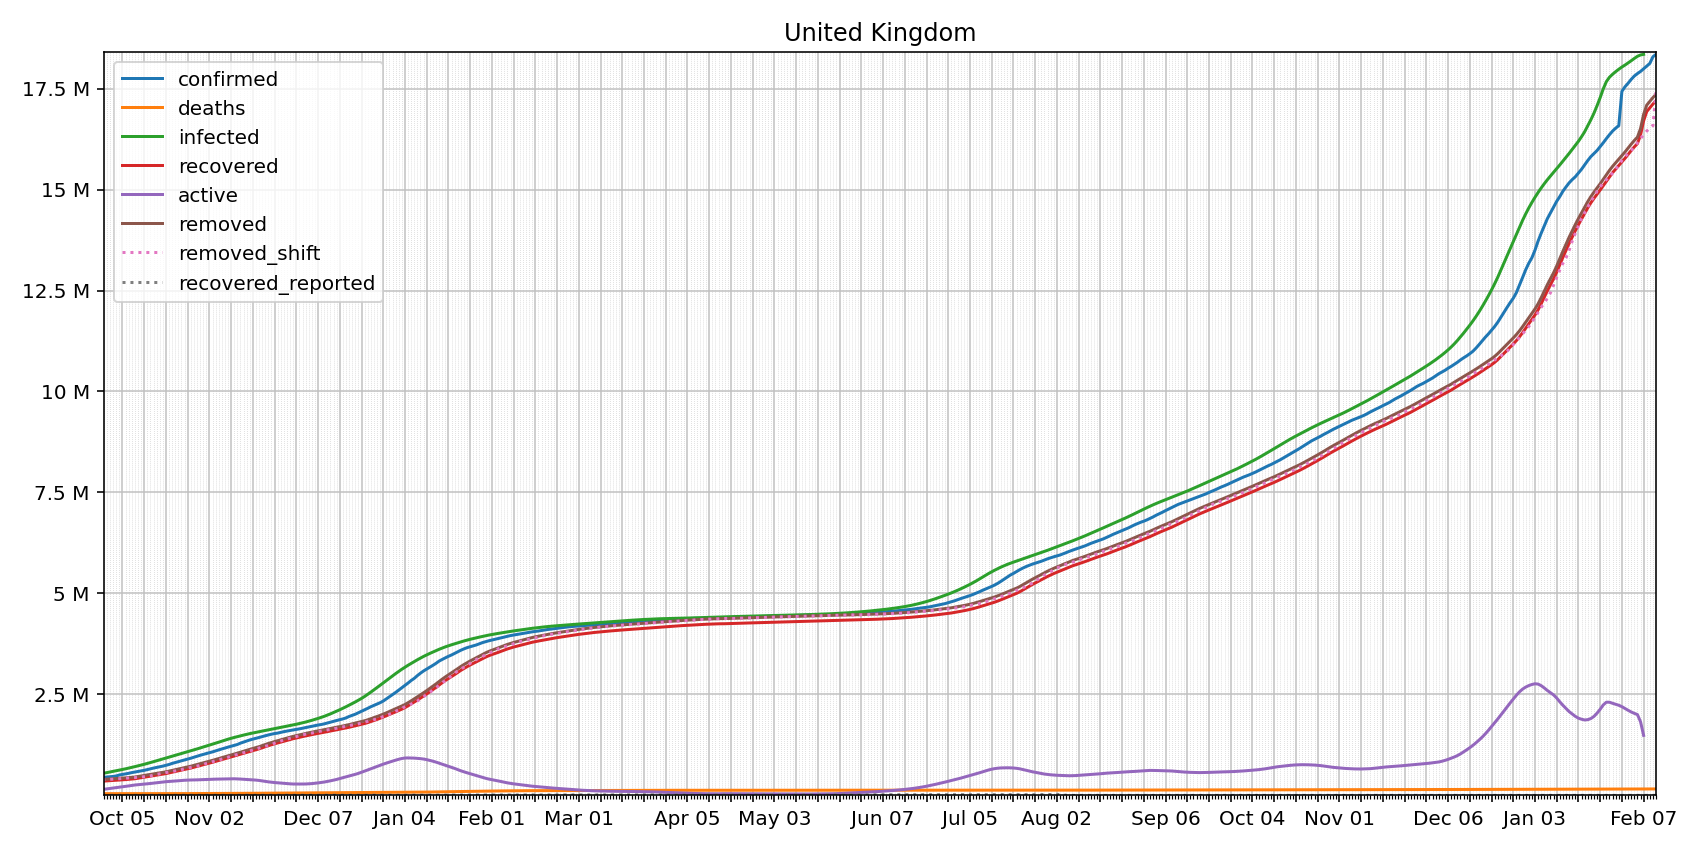 United Kingdom
17.5 M
15 M
12.5 M
10 M
7.5 M
5 M
2.5 M
confirmed
deaths
infected
recovered
active
removed
removed_shift
recovered_reported
Oct 05 Nov 02 Dec 07 Jan 04 Feb 01 Mar 01 Apr 05 May 03 Jun 07 Jul 05 Aug 02 Sep 06 Oct 04 Nov 01 Dec 06 Jan 03 Feb 07